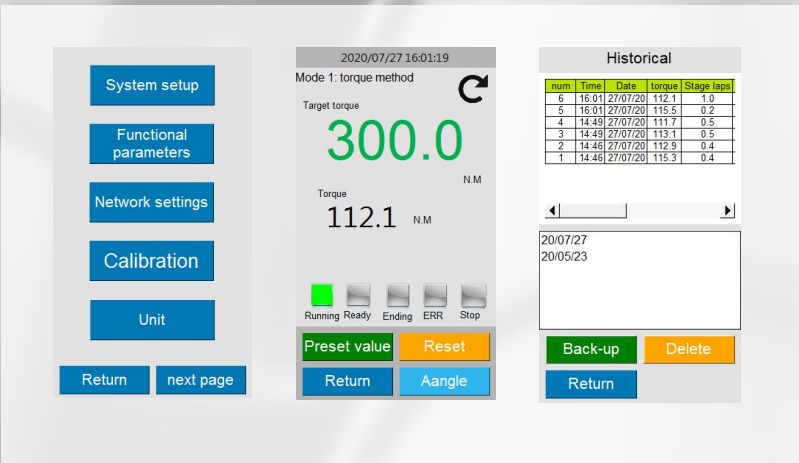 System setup
Functional
parameters
Network settings
Calibration
Unit
Return
next page
2020/07/27 16:01:19
Mode 1: torque method
Target torque
300.0
N.M
Torque
112.1 N.M
Running Ready Ending ERR Stop
Preset value Reset
Return Aangle
Historical
num Time Date torque Stage laps
6 16:01 27/07/20 112.1 1.0
5 16:01 27/07/20 115.5 0.2
4 14:49 27/07/20 111.7 0.5
3 14:49 27/07/20 113.1 0.5
2 14:46 27/07/20 112.9 0.4
1 14:46 27/07/20 115.3 0.4
20/07/27
20/05/23
Back-up Delete
Return